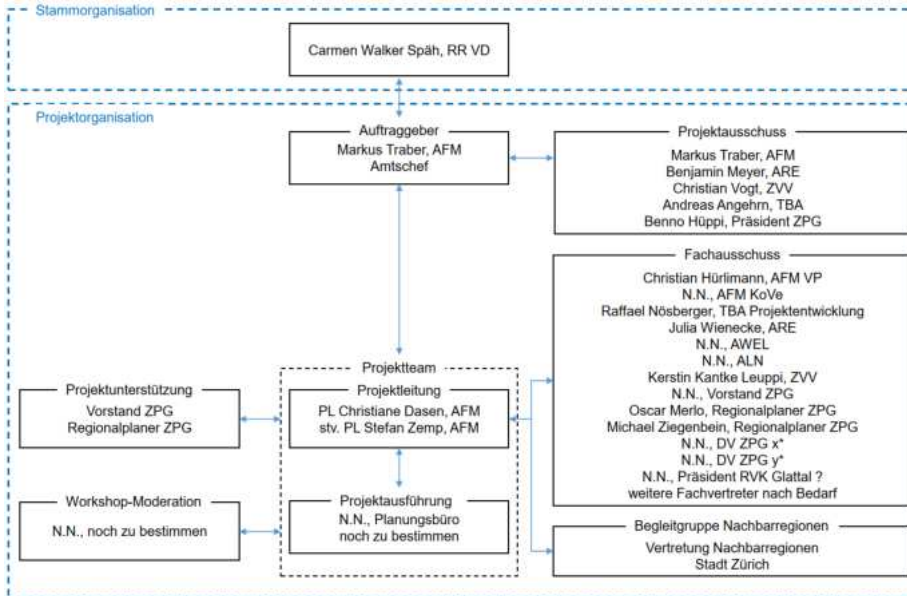 Stammorganisation
Carmen Walker Späh, RR VD
Projektorganisation
Auftraggeber
Markus Traber, AFM
Amtschef
Projektausschuss
Markus Traber, AFM
Benjamin Meyer, ARE
Christian Vogt, ZVV
Andreas Angehrn, TBA
Benno Hüppi, Präsident ZPG
Fachausschuss
Christian Hürlimann, AFM VP
N.N., AFM KoVe
Raffael Nösberger, TBA Projektentwicklung
Julia Wienecke, ARE
N.N., AWEL
N.N., ALN
Kerstin Kantke Leuppi, ZVV
N.N., Vorstand ZPG
Oscar Merlo, Regionalplaner ZPG
Michael Ziegenbein, Regionalplaner ZPG
N.N., DV ZPG x*
N.N., DV ZPG y*
N.N., Präsident RVK Glattal ?
weitere Fachvertreter nach Bedarf
Projektteam
Projektleitung
PL Christiane Dasen, AFM
stv. PL Stefan Zemp, AFM
Projektunterstützung
Vorstand ZPG
Regionalplaner ZPG
Workshop-Moderation
N.N., noch zu bestimmen
Projektausführung
N.N., Planungsbüro
noch zu bestimmen
Begleitgruppe Nachbarregionen
Vertretung Nachbarregionen
Stadt Zürich